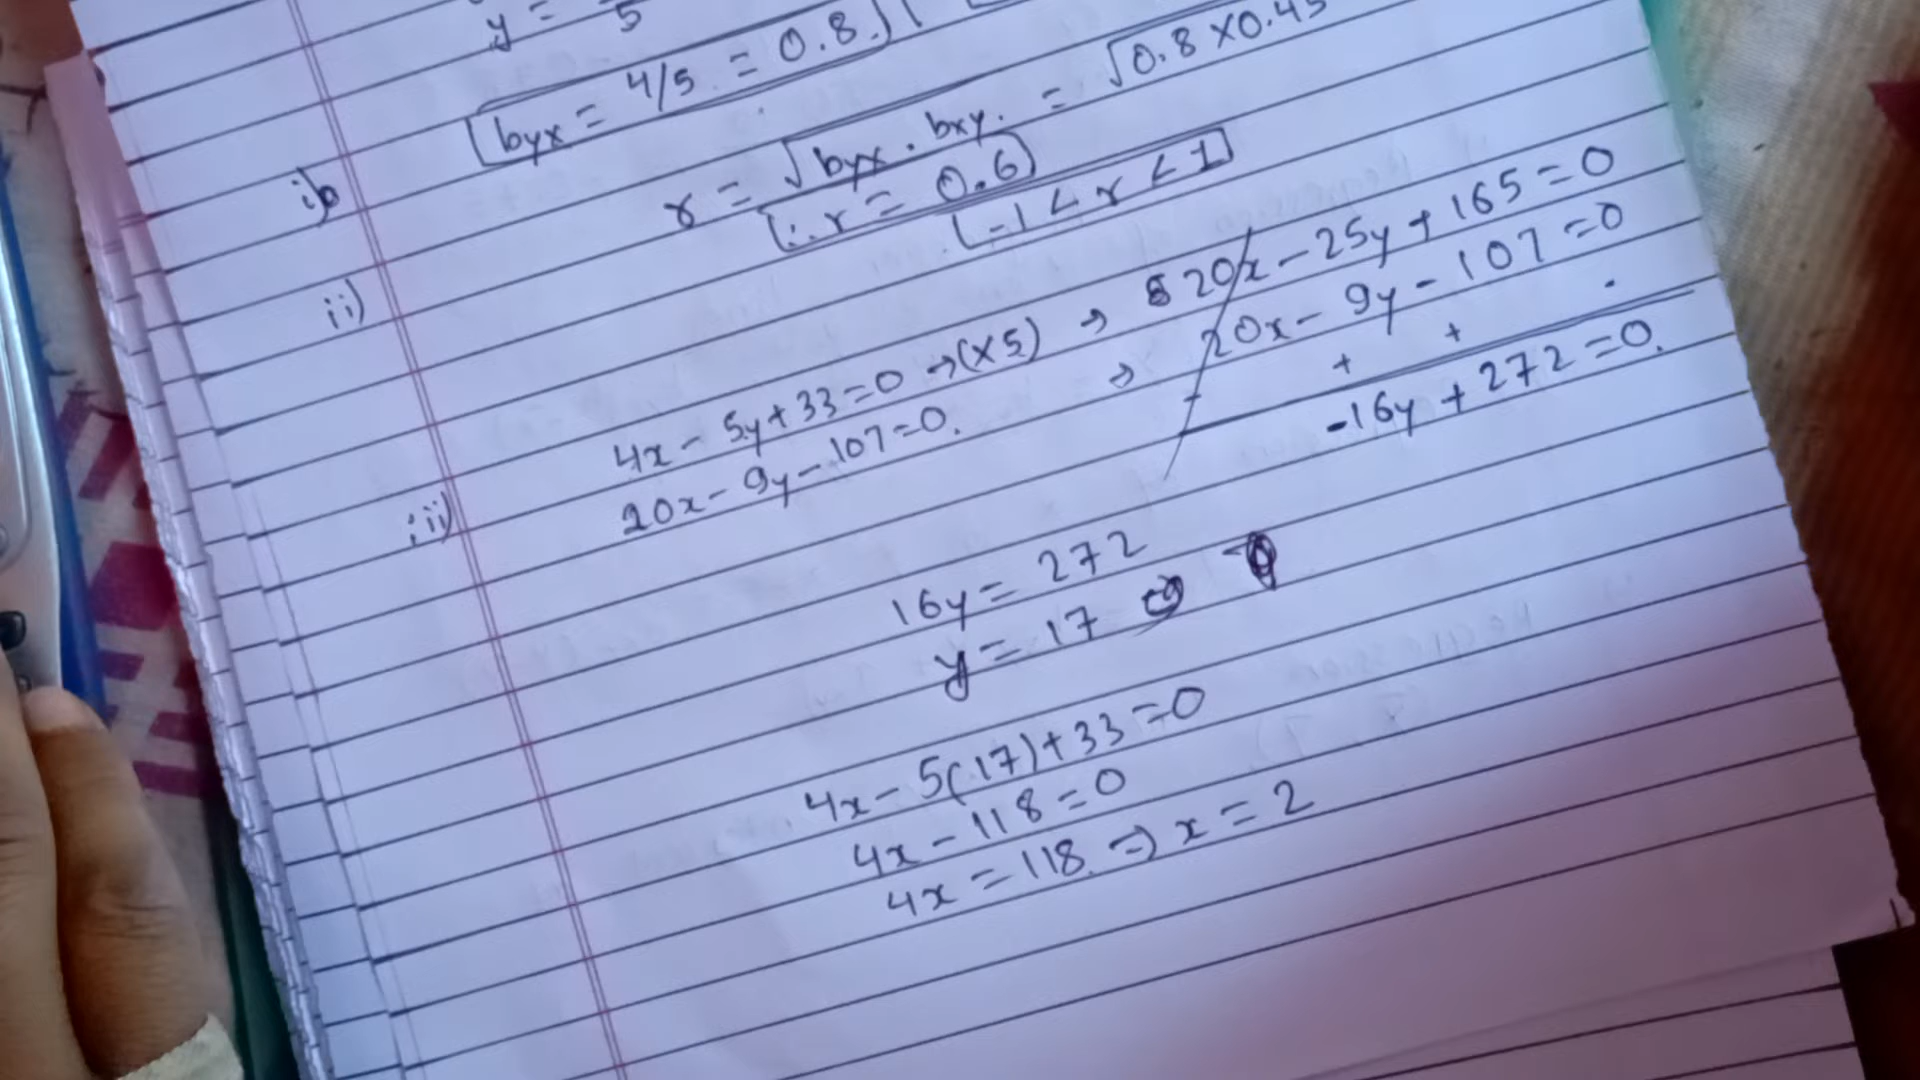 y = 5
byx = 4/5 = 0.8.
i)
r = √byx . bxy. = √0.8 × 0.45
∴ r = 0.6
ii)
-1 < r < 1
iii)
4x - 5y + 33 = 0 → (×5) → 20x - 25y + 165 = 0
20x - 9y - 107 = 0. → 20x - 9y - 107 = 0
- + +
-16y + 272 = 0.
16y = 272
y = 17
4x - 5(17) + 33 = 0
4x - 118 = 0
4x = 118. ⇒ x = 2